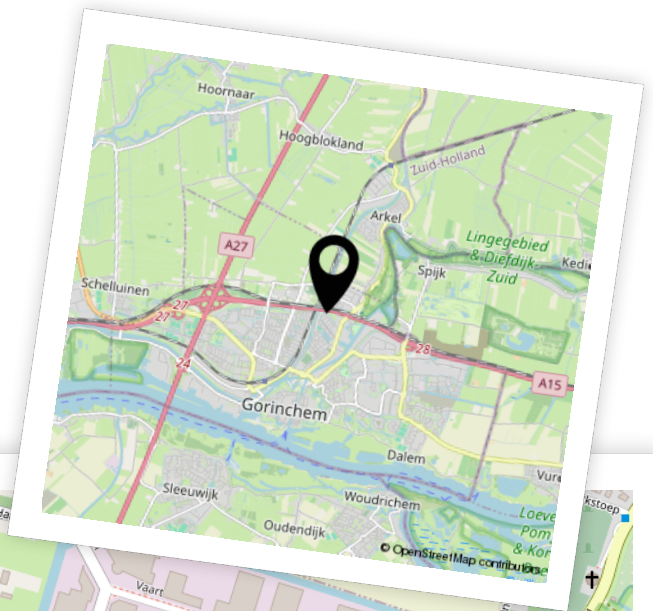 Hoornaar
Hoogblokland
Zuid-Holland
Arkel
A27
Lingegebied
& Diefdijk
Zuid
Spijk
Schelluinen
27
27
28
24
A15
Gorinchem
Dalem
Sleeuwijk
Woudrichem
Oudendijk
© OpenStreetMap contributors
Vaart